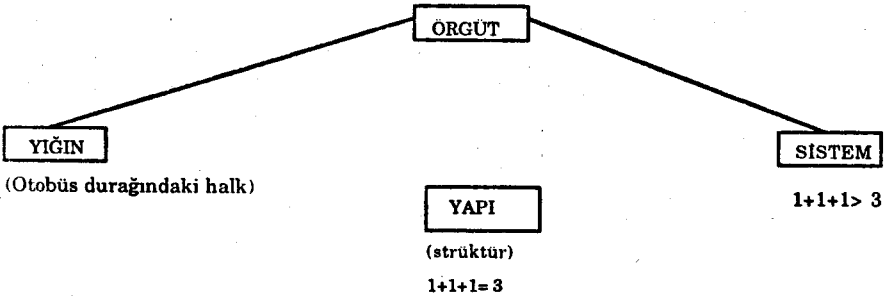 ÖRGÜT
YIĞIN
(Otobüs durağındaki halk)
SİSTEM
1+1+1> 3
YAPI
(strüktür)
1+1+1= 3